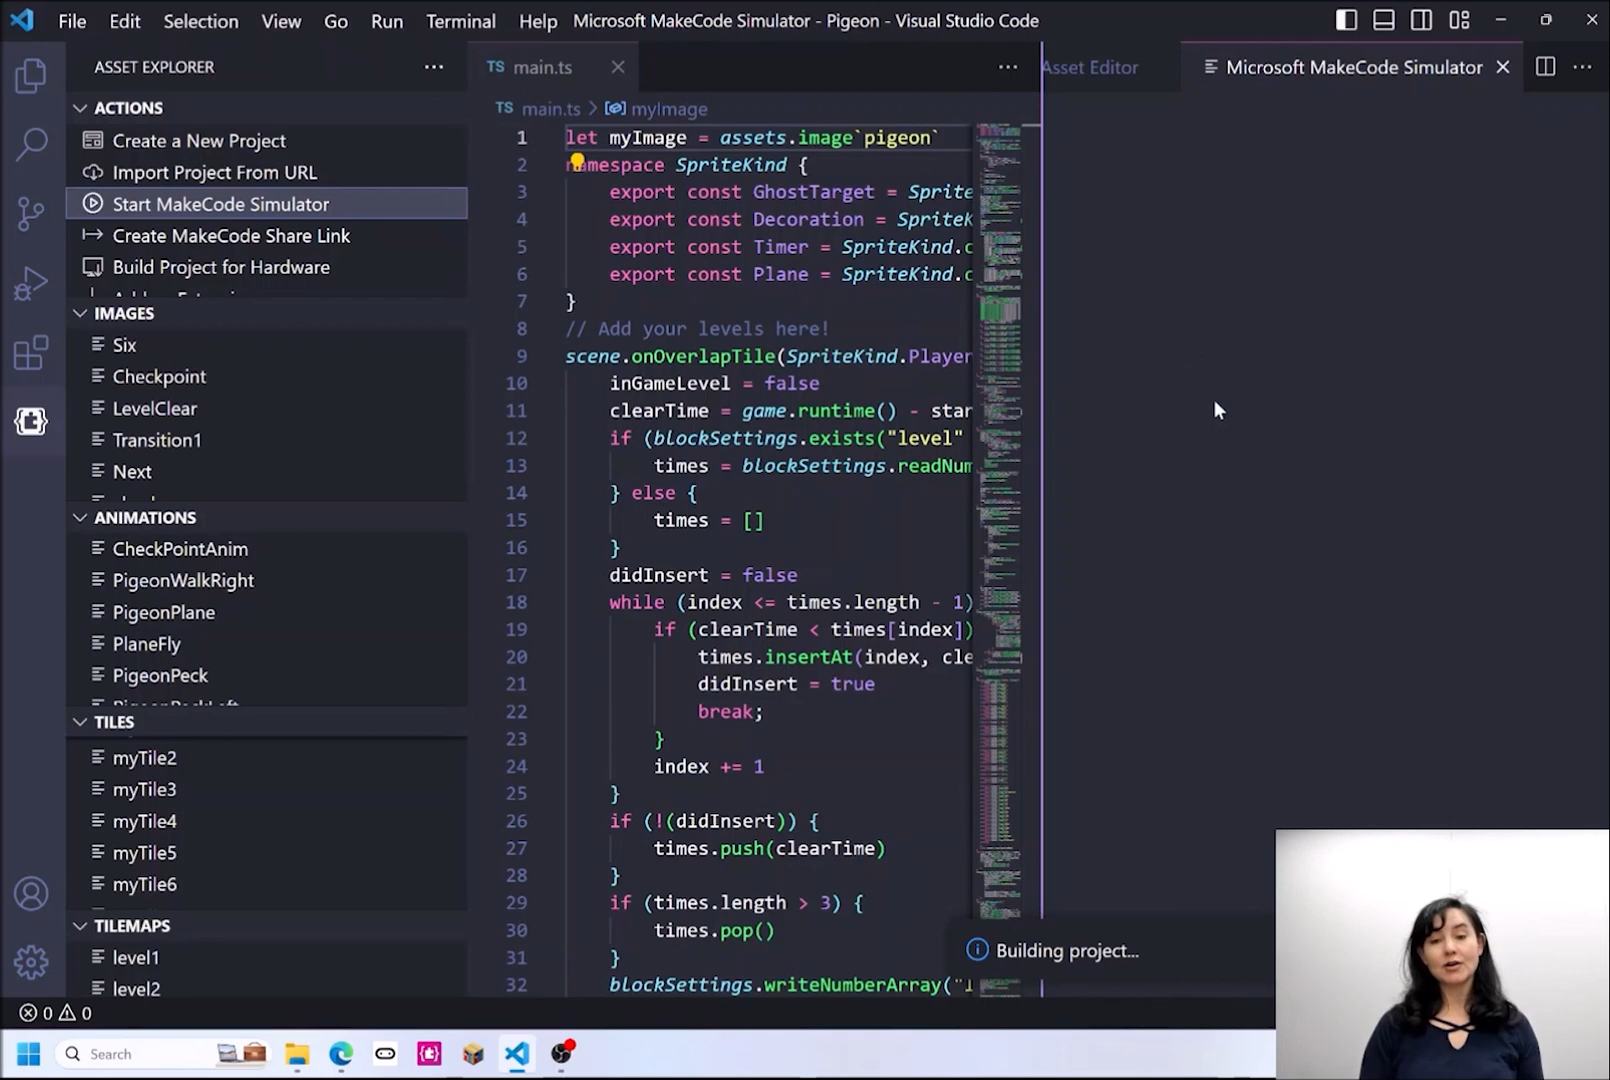 File Edit Selection View Go Run Terminal Help Microsoft MakeCode Simulator - Pigeon - Visual Studio Code
ASSET EXPLORER
ACTIONS
Create a New Project
Import Project From URL
Start MakeCode Simulator
Create MakeCode Share Link
Build Project for Hardware
IMAGES
Six
Checkpoint
LevelClear
Transition1
Next
ANIMATIONS
CheckPointAnim
PigeonWalkRight
PigeonPlane
PlaneFly
PigeonPeck
TILES
myTile2
myTile3
myTile4
myTile5
myTile6
TILEMAPS
level1
level2
TS main.ts
TS main.ts > myImage
1 let myImage = assets.image`pigeon`
2 namespace SpriteKind {
3 export const GhostTarget = Sprite
4 export const Decoration = SpriteK
5 export const Timer = SpriteKind.c
6 export const Plane = SpriteKind.c
7 }
8 // Add your levels here!
9 scene.onOverlapTile(SpriteKind.Player
10 inGameLevel = false
11 clearTime = game.runtime() - star
12 if (blockSettings.exists("level"
13 times = blockSettings.readNum
14 } else {
15 times = []
16 }
17 didInsert = false
18 while (index <= times.length - 1)
19 if (clearTime < times[index])
20 times.insertAt(index, cle
21 didInsert = true
22 break;
23 }
24 index += 1
25 }
26 if (!(didInsert)) {
27 times.push(clearTime)
28 }
29 if (times.length > 3) {
30 times.pop()
31 }
32 blockSettings.writeNumberArray("l
Asset Editor
Microsoft MakeCode Simulator
Building project...
0 0
Search